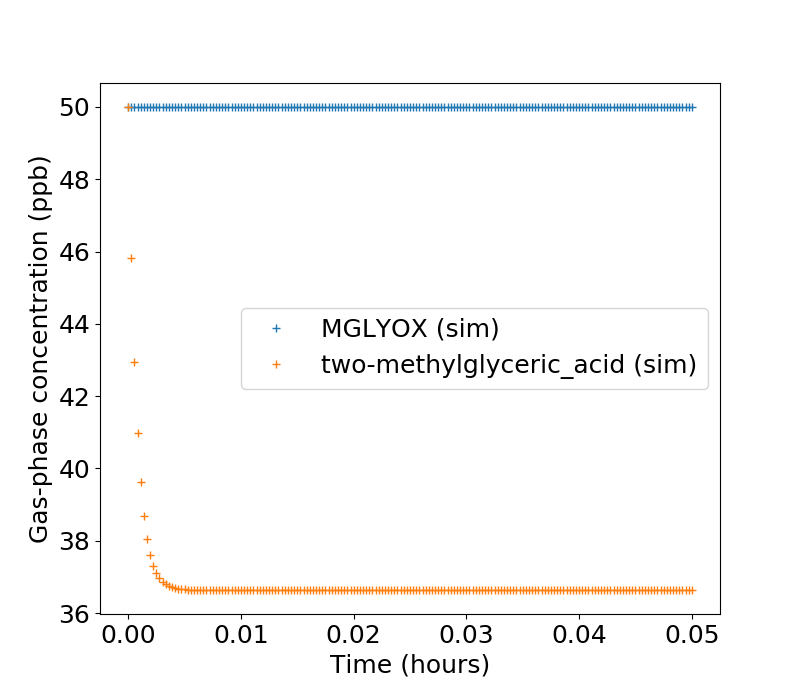 50
48
46
44
42
40
38
36
Gas-phase concentration (ppb)
MGLYOX (sim)
two-methylglyceric_acid (sim)
0.00 0.01 0.02 0.03 0.04 0.05
Time (hours)